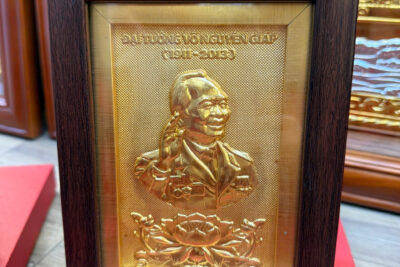 ĐẠI TƯỚNG VÕ NGUYÊN GIÁP
(1911-2013)